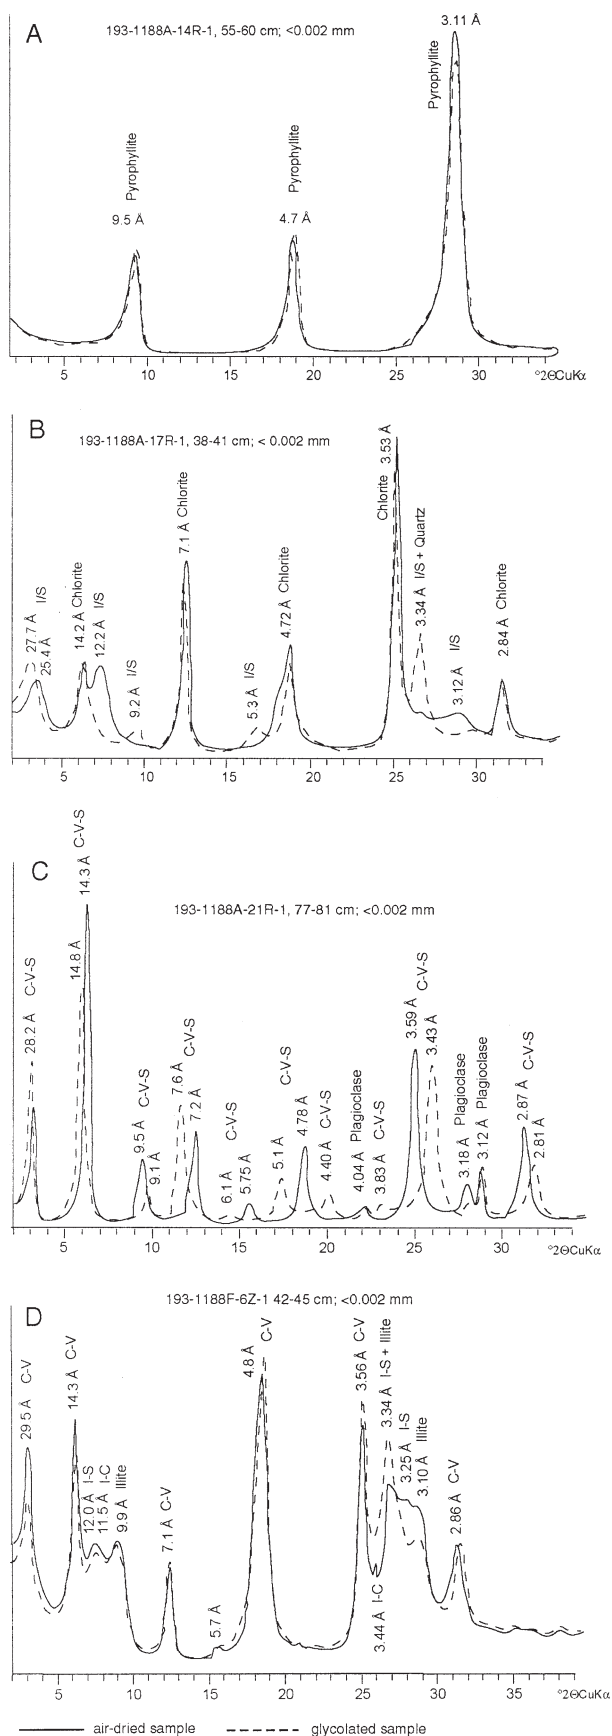 A
193-1188A-14R-1, 55-60 cm; <0.002 mm
3.11 Å
Pyrophyllite
Pyrophyllite
9.5 Å
Pyrophyllite
4.7 Å
5 10 15 20 25 30 °2ΘCuKα
B
193-1188A-17R-1, 38-41 cm; < 0.002 mm
27.7 Å I/S
25.4 Å
14.2 Å Chlorite
12.2 Å I/S
9.2 Å I/S
7.1 Å Chlorite
5.3 Å I/S
4.72 Å Chlorite
Chlorite
3.53 Å
3.34 Å I/S + Quartz
3.12 Å I/S
2.84 Å Chlorite
5 10 15 20 25 30
C
193-1188A-21R-1, 77-81 cm; <0.002 mm
28.2 Å C-V-S
14.8 Å
14.3 Å C-V-S
9.5 Å C-V-S
9.1 Å
7.6 Å
7.2 Å C-V-S
6.1 Å C-V-S
5.75 Å
5.1 Å C-V-S
4.78 Å
4.40 Å C-V-S
4.04 Å Plagioclase
3.83 Å C-V-S
3.59 Å C-V-S
3.43 Å
3.18 Å Plagioclase
3.12 Å Plagioclase
2.87 Å C-V-S
2.81 Å
5 10 15 20 25 30 °2ΘCuKα
D
193-1188F-6Z-1 42-45 cm; <0.002 mm
29.5 Å C-V
14.3 Å C-V
12.0 Å I-S
11.5 Å I-C
9.9 Å Illite
7.1 Å C-V
5.7 Å
4.8 Å C-V
3.56 Å C-V
3.44 Å I-C
3.34 Å I-S + Illite
3.25 Å I-S
3.10 Å Illite
2.86 Å C-V
5 10 15 20 25 30 35 °2ΘCuKα
air-dried sample glycolated sample